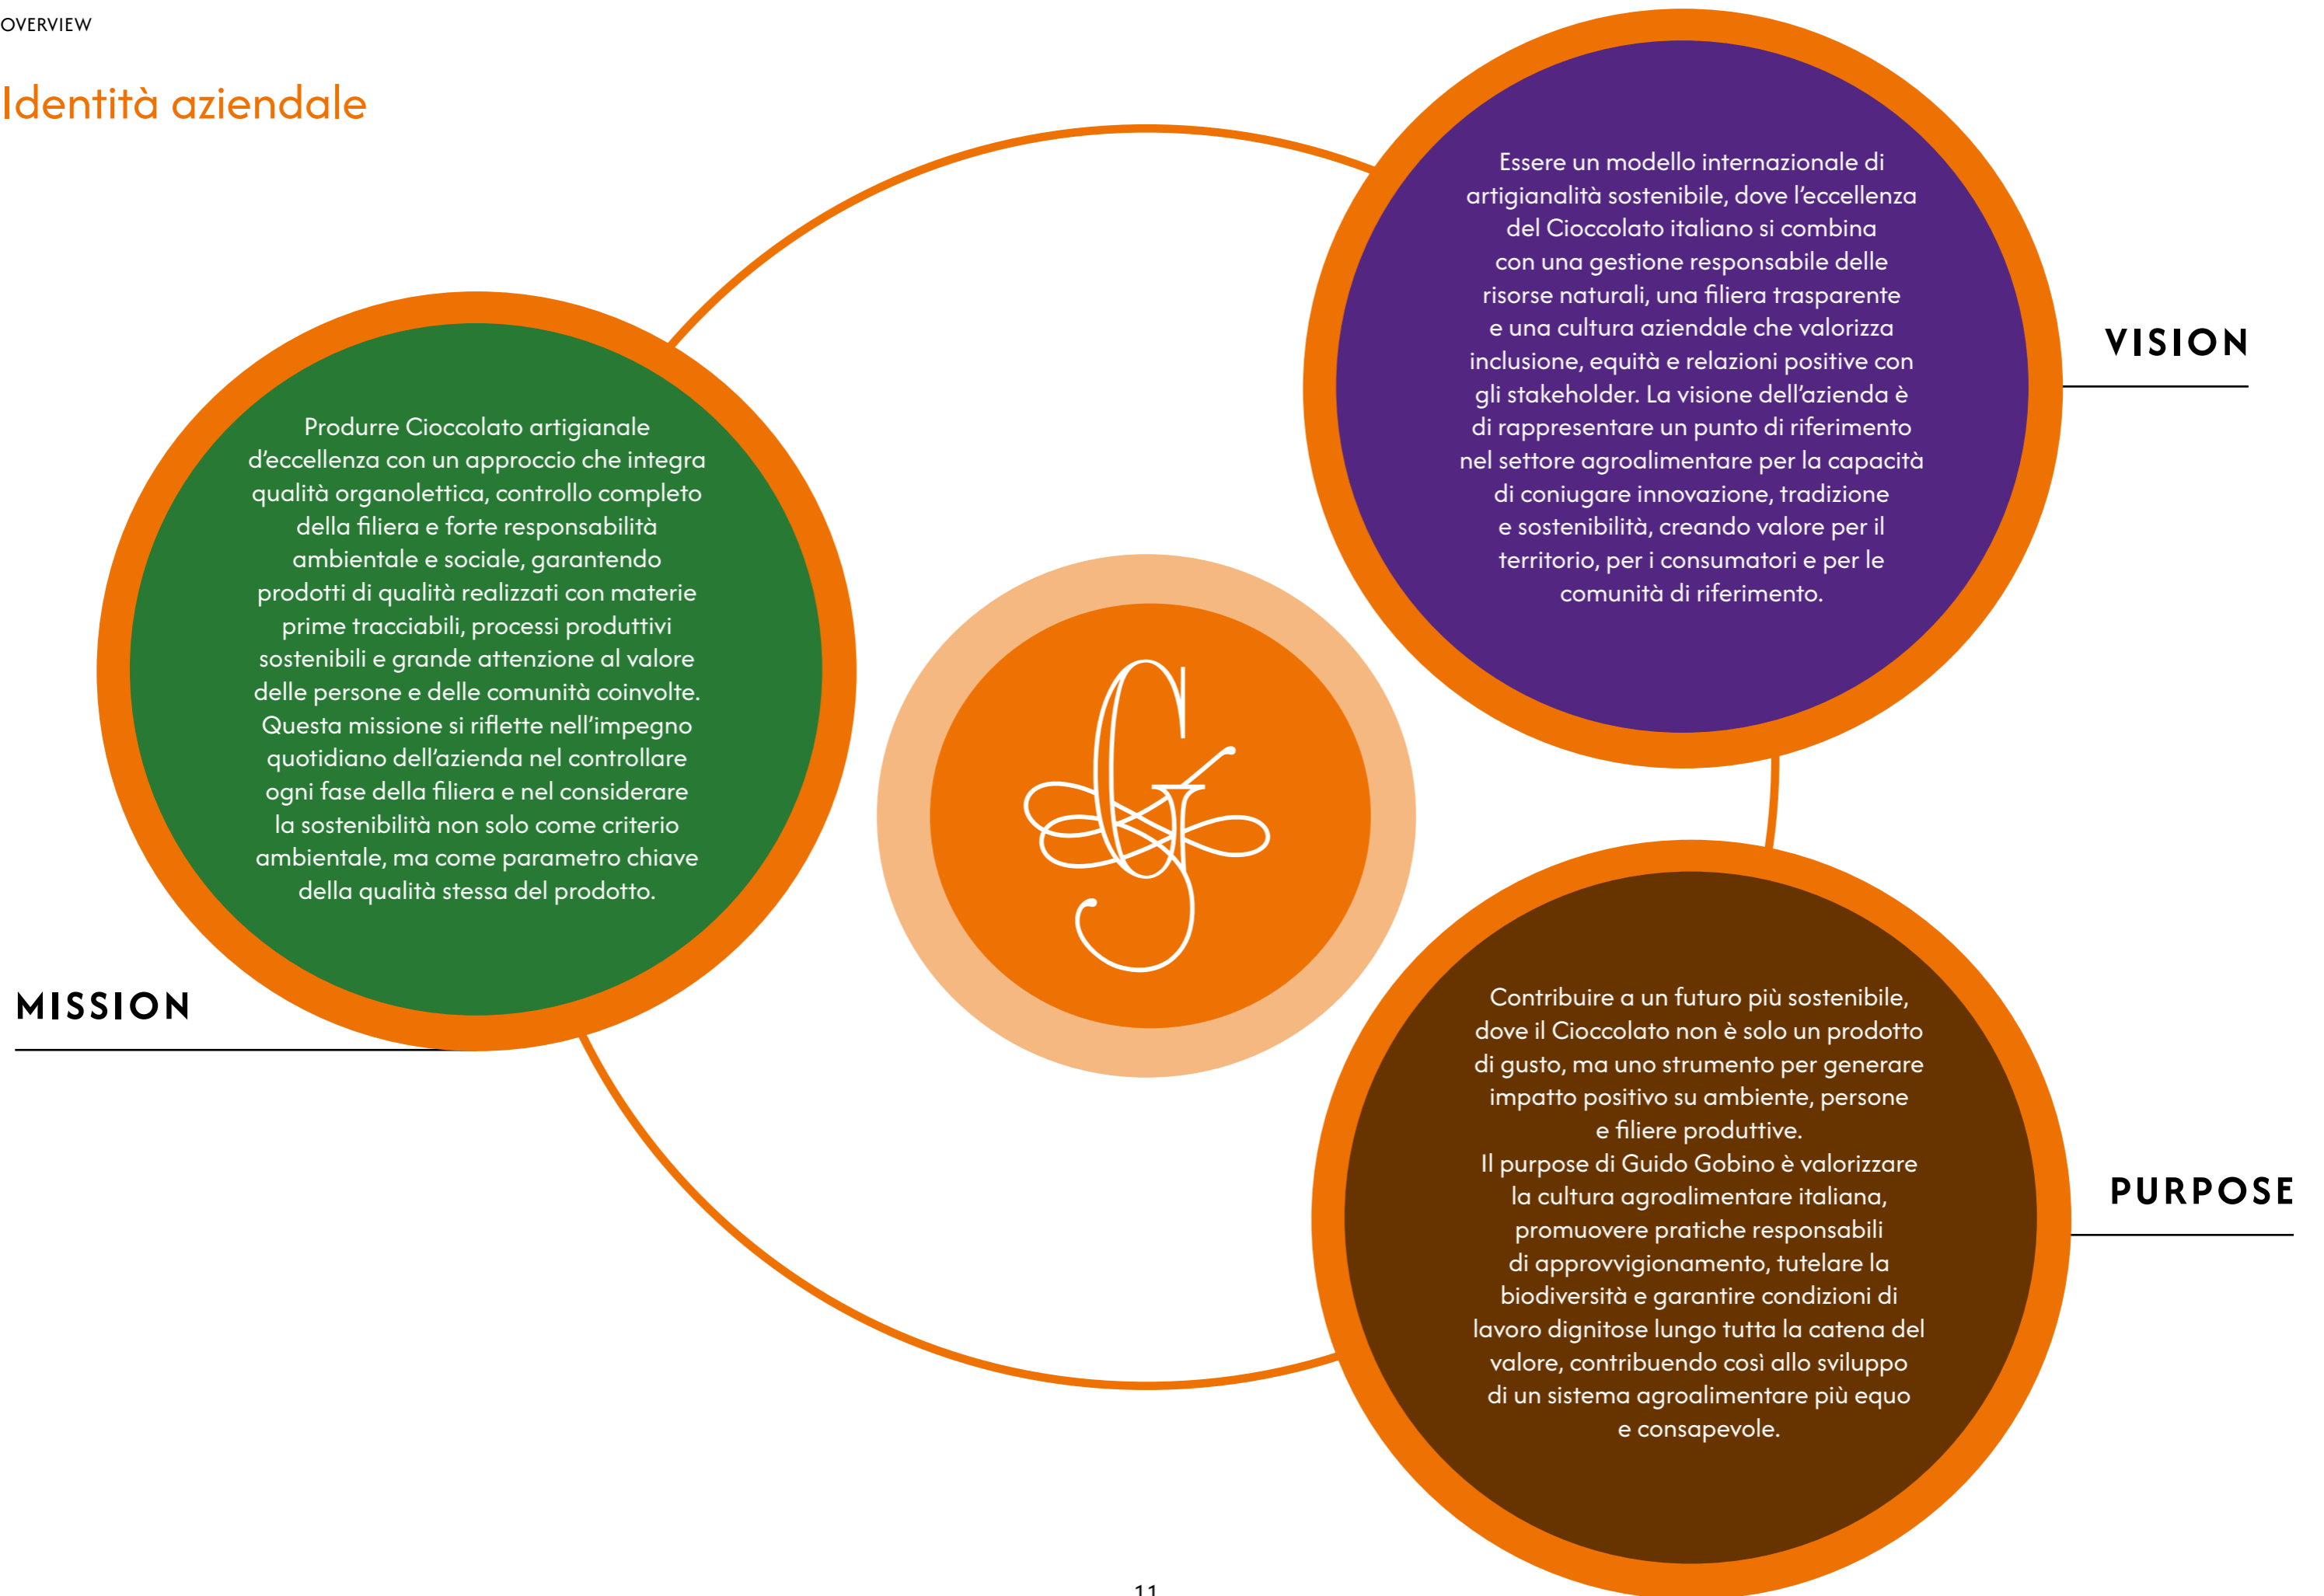 OVERVIEW
Identità aziendale
Produrre Cioccolato artigianale
d’eccellenza con un approccio che integra
qualità organolettica, controllo completo
della filiera e forte responsabilità
ambientale e sociale, garantendo
prodotti di qualità realizzati con materie
prime tracciabili, processi produttivi
sostenibili e grande attenzione al valore
delle persone e delle comunità coinvolte.
Questa missione si riflette nell’impegno
quotidiano dell’azienda nel controllare
ogni fase della filiera e nel considerare
la sostenibilità non solo come criterio
ambientale, ma come parametro chiave
della qualità stessa del prodotto.
MISSION
Essere un modello internazionale di
artigianalità sostenibile, dove l’eccellenza
del Cioccolato italiano si combina
con una gestione responsabile delle
risorse naturali, una filiera trasparente
e una cultura aziendale che valorizza
inclusione, equità e relazioni positive con
gli stakeholder. La visione dell’azienda è
di rappresentare un punto di riferimento
nel settore agroalimentare per la capacità
di coniugare innovazione, tradizione
e sostenibilità, creando valore per il
territorio, per i consumatori e per le
comunità di riferimento.
VISION
Contribuire a un futuro più sostenibile,
dove il Cioccolato non è solo un prodotto
di gusto, ma uno strumento per generare
impatto positivo su ambiente, persone
e filiere produttive.
Il purpose di Guido Gobino è valorizzare
la cultura agroalimentare italiana,
promuovere pratiche responsabili
di approvvigionamento, tutelare la
biodiversità e garantire condizioni di
lavoro dignitose lungo tutta la catena del
valore, contribuendo così allo sviluppo
di un sistema agroalimentare più equo
e consapevole.
PURPOSE
G
11